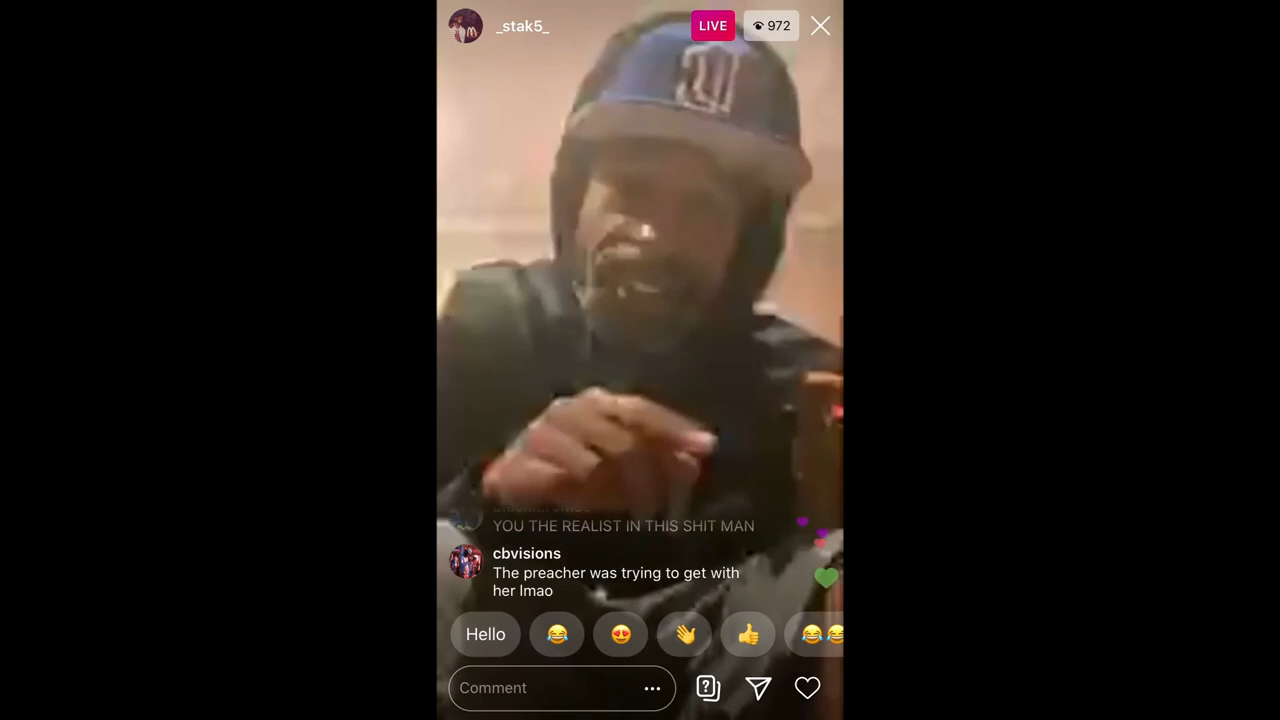 _stak5_
LIVE
972
YOU THE REALIST IN THIS SHIT MAN
cbvisions
The preacher was trying to get with
her lmao
Hello
Comment